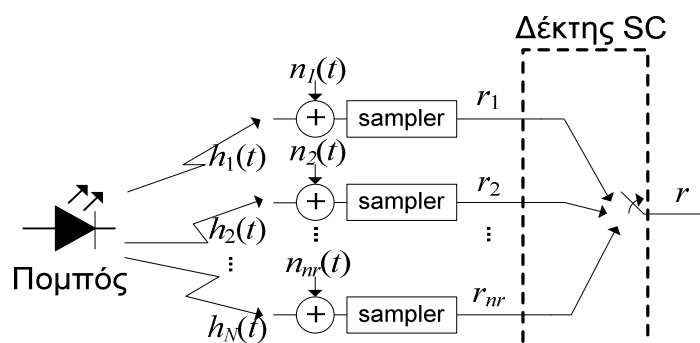 Δέκτης SC
n1(t)
sampler
r1
h1(t)
n2(t)
sampler
r2
r
h2(t)
⋮
⋮
⋮
Πομπός
nnr(t)
sampler
rnr
hN(t)
+
+
+